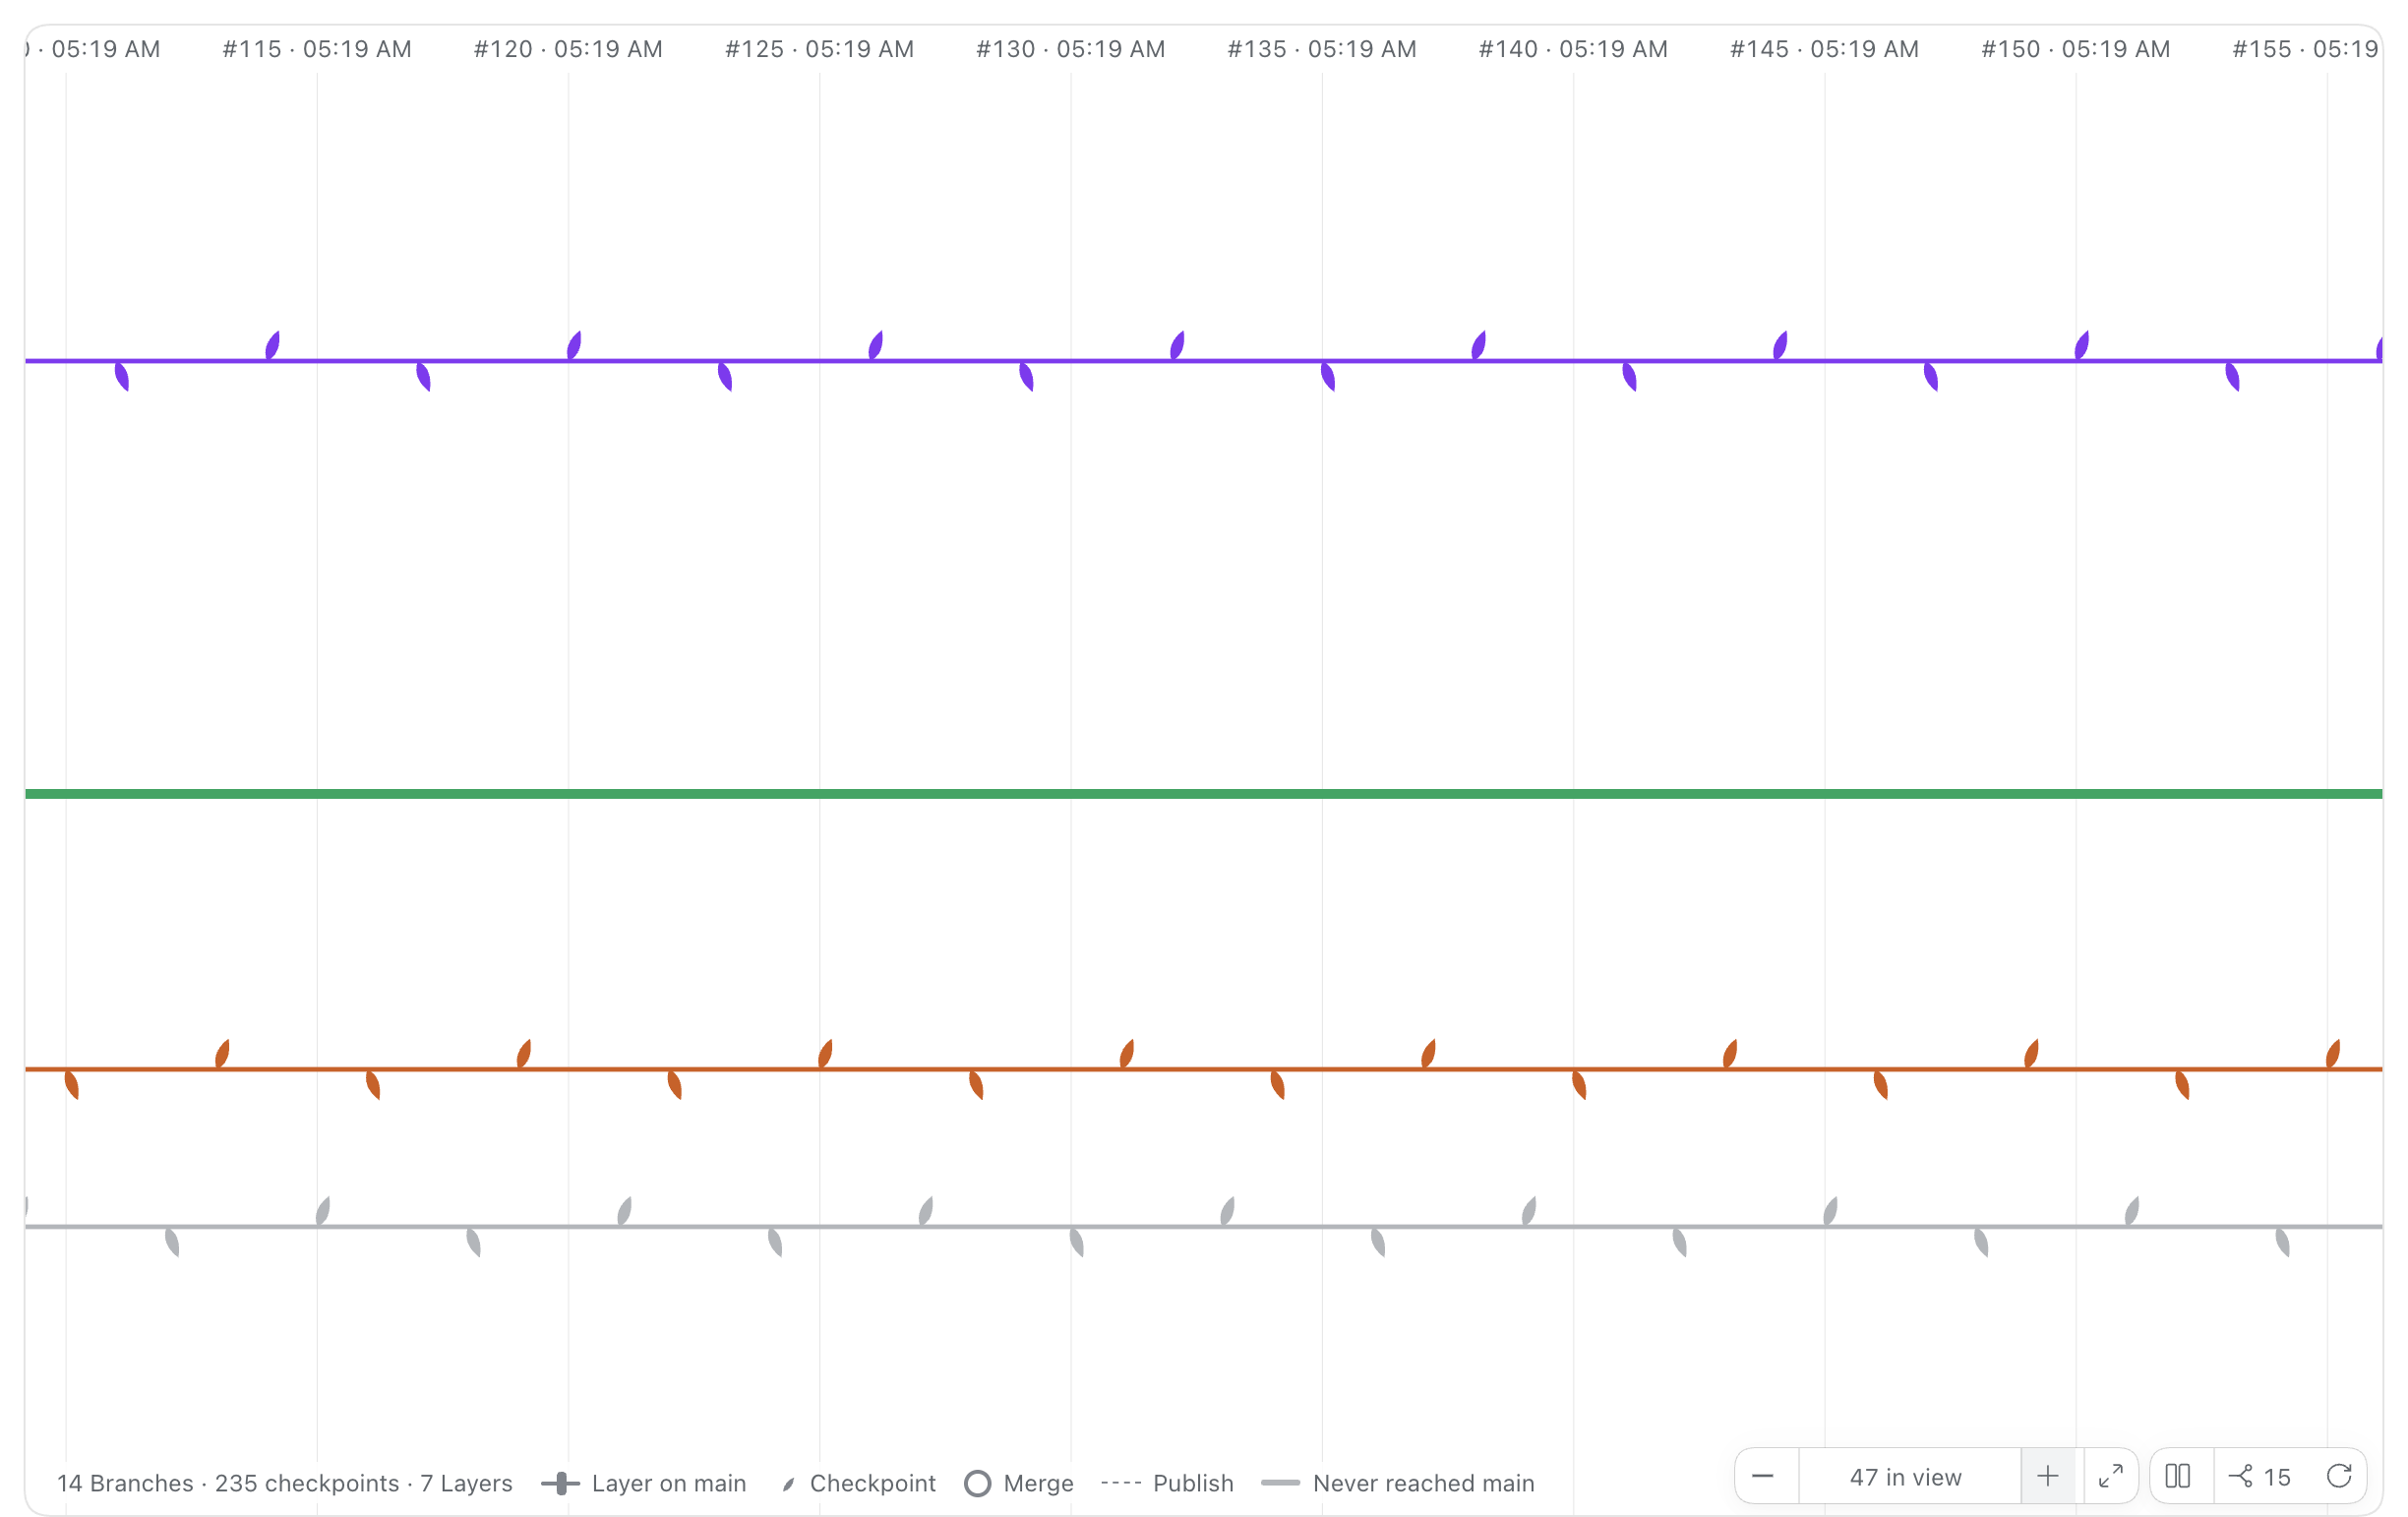 · 05:19 AM #115 · 05:19 AM #120 · 05:19 AM #125 · 05:19 AM #130 · 05:19 AM #135 · 05:19 AM #140 · 05:19 AM #145 · 05:19 AM #150 · 05:19 AM #155 · 05:19
14 Branches · 235 checkpoints · 7 Layers Layer on main Checkpoint Merge Publish Never reached main 47 in view 15